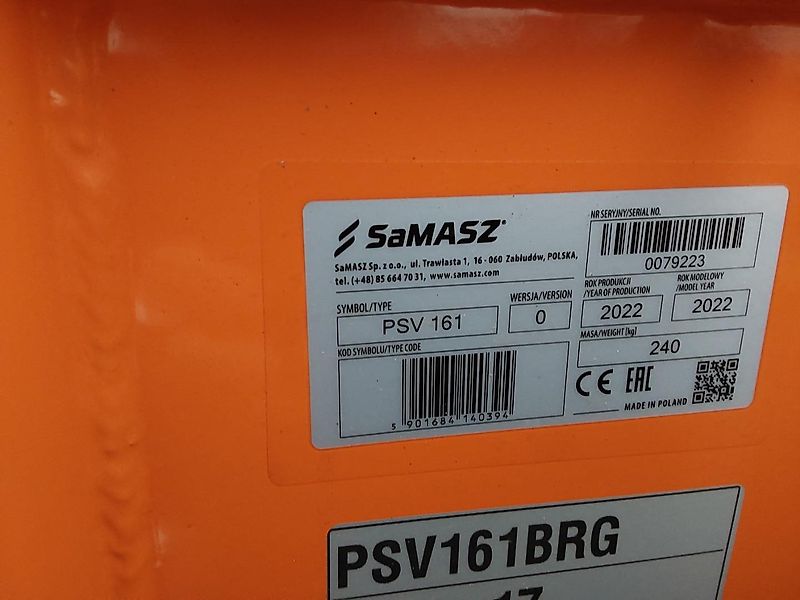 SaMASZ
SaMASZ Sp. z o.o., ul. Trawiasta 1, 16 - 060 Zabłudów, POLSKA,
tel. (+48) 85 664 70 31, www.samasz.com
NR SERYJNY/SERIAL NO.
0079223
SYMBOL/TYPE
PSV 161
WERSJA/VERSION
0
ROK PRODUKCJI
/YEAR OF PRODUCTION
2022
ROK MODELOWY
/MODEL YEAR
2022
KOD SYMBOLU/TYPE CODE
5 901684 140394
MASA/WEIGHT [kg]
240
CE EAC
MADE IN POLAND
PSV161BRG
17